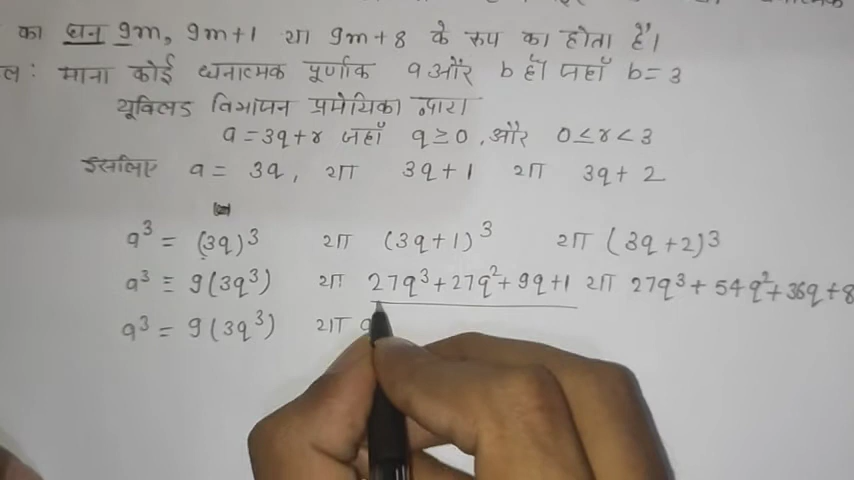 का घन 9m, 9m+1 या 9m+8 के रूप का होता है।
ल: माना कोई धनात्मक पूर्णांक a और b हैं जहाँ b=3
यूक्लिड विभाजन प्रमेयिका द्वारा
a=3q+r जहाँ q≥0, और 0≤r<3
इसलिए a= 3q, या 3q+1 या 3q+2
a³ = (3q)³ या (3q+1)³ या (3q+2)³
a³ = 9(3q³) या 27q³+27q²+9q+1 या 27q³+54q²+36q+8
a³ = 9(3q³) या